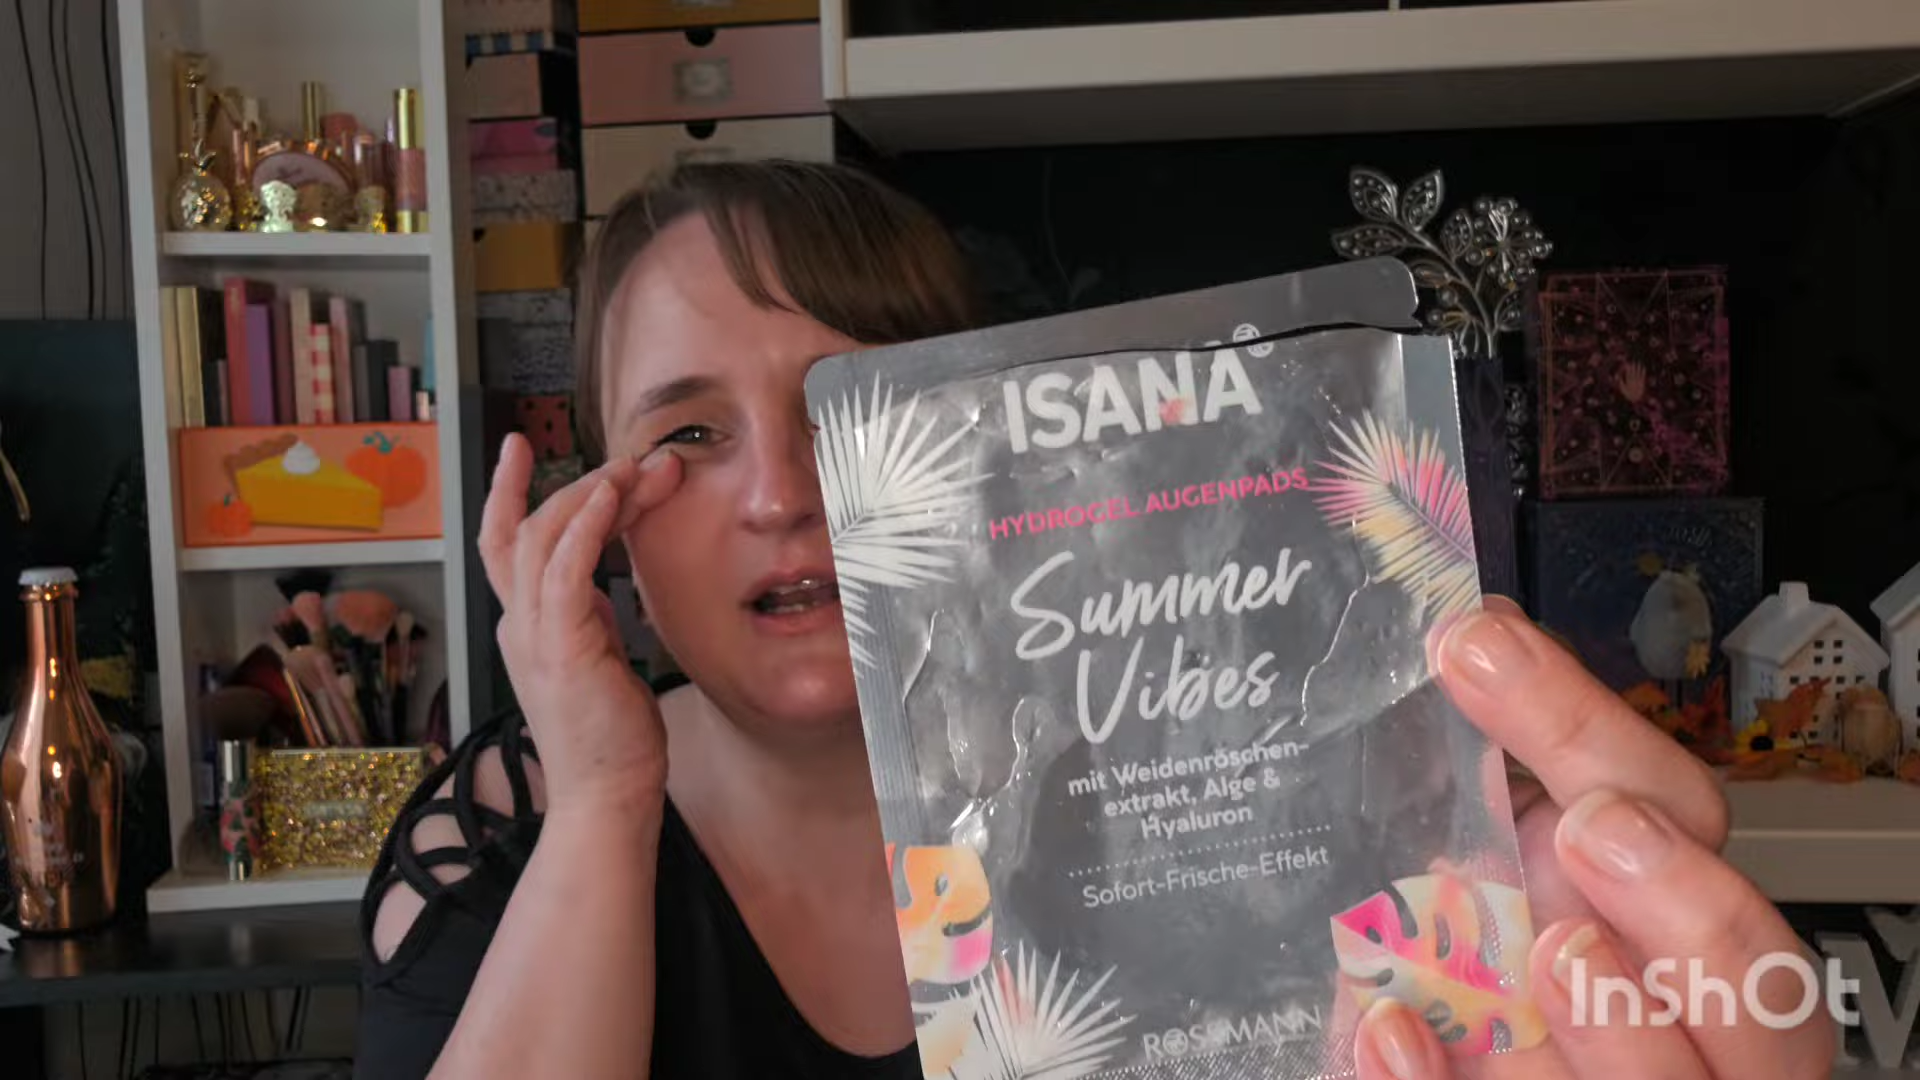 ISANA
HYDROGEL AUGENPADS
Summer
Vibes
mit Weidenröschen-
extrakt, Alge &
Hyaluron
Sofort-Frische-Effekt
ROSSMANN
InShOt